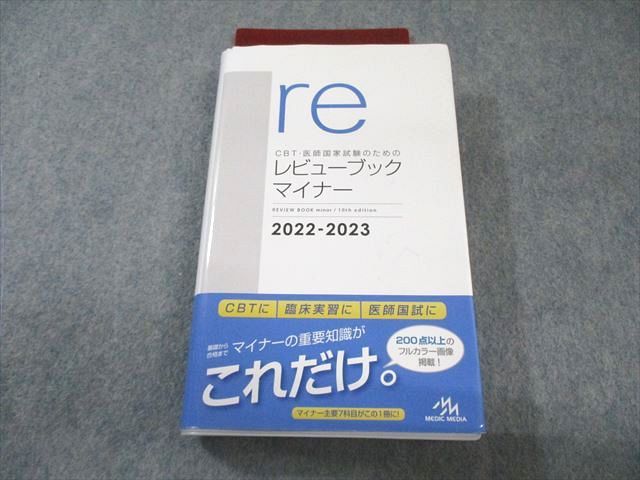 re
CBT・医師国家試験のための
レビューブック
マイナー
REVIEW BOOK minor / 10th edition
2022-2023
CBTに 臨床実習に 医師国試に
基礎から
合格まで
マイナーの重要知識が
これだけ。
200点以上の
フルカラー画像
掲載!
マイナー主要7科目がこの1冊に!
MEDIC MEDIA